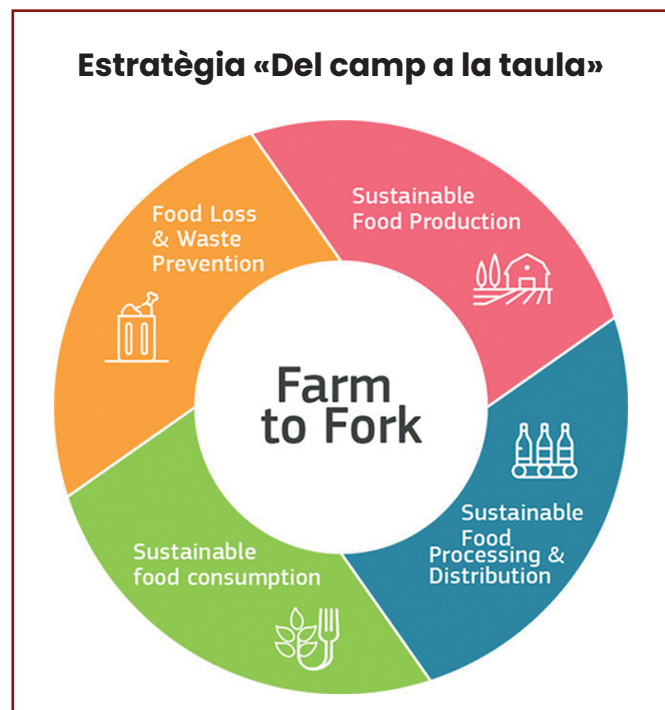 Estratègia «Del camp a la taula»
Food Loss
& Waste
Prevention
Sustainable
Food Production
Farm
to Fork
Sustainable
Food
Processing &
Distribution
Sustainable
food consumption